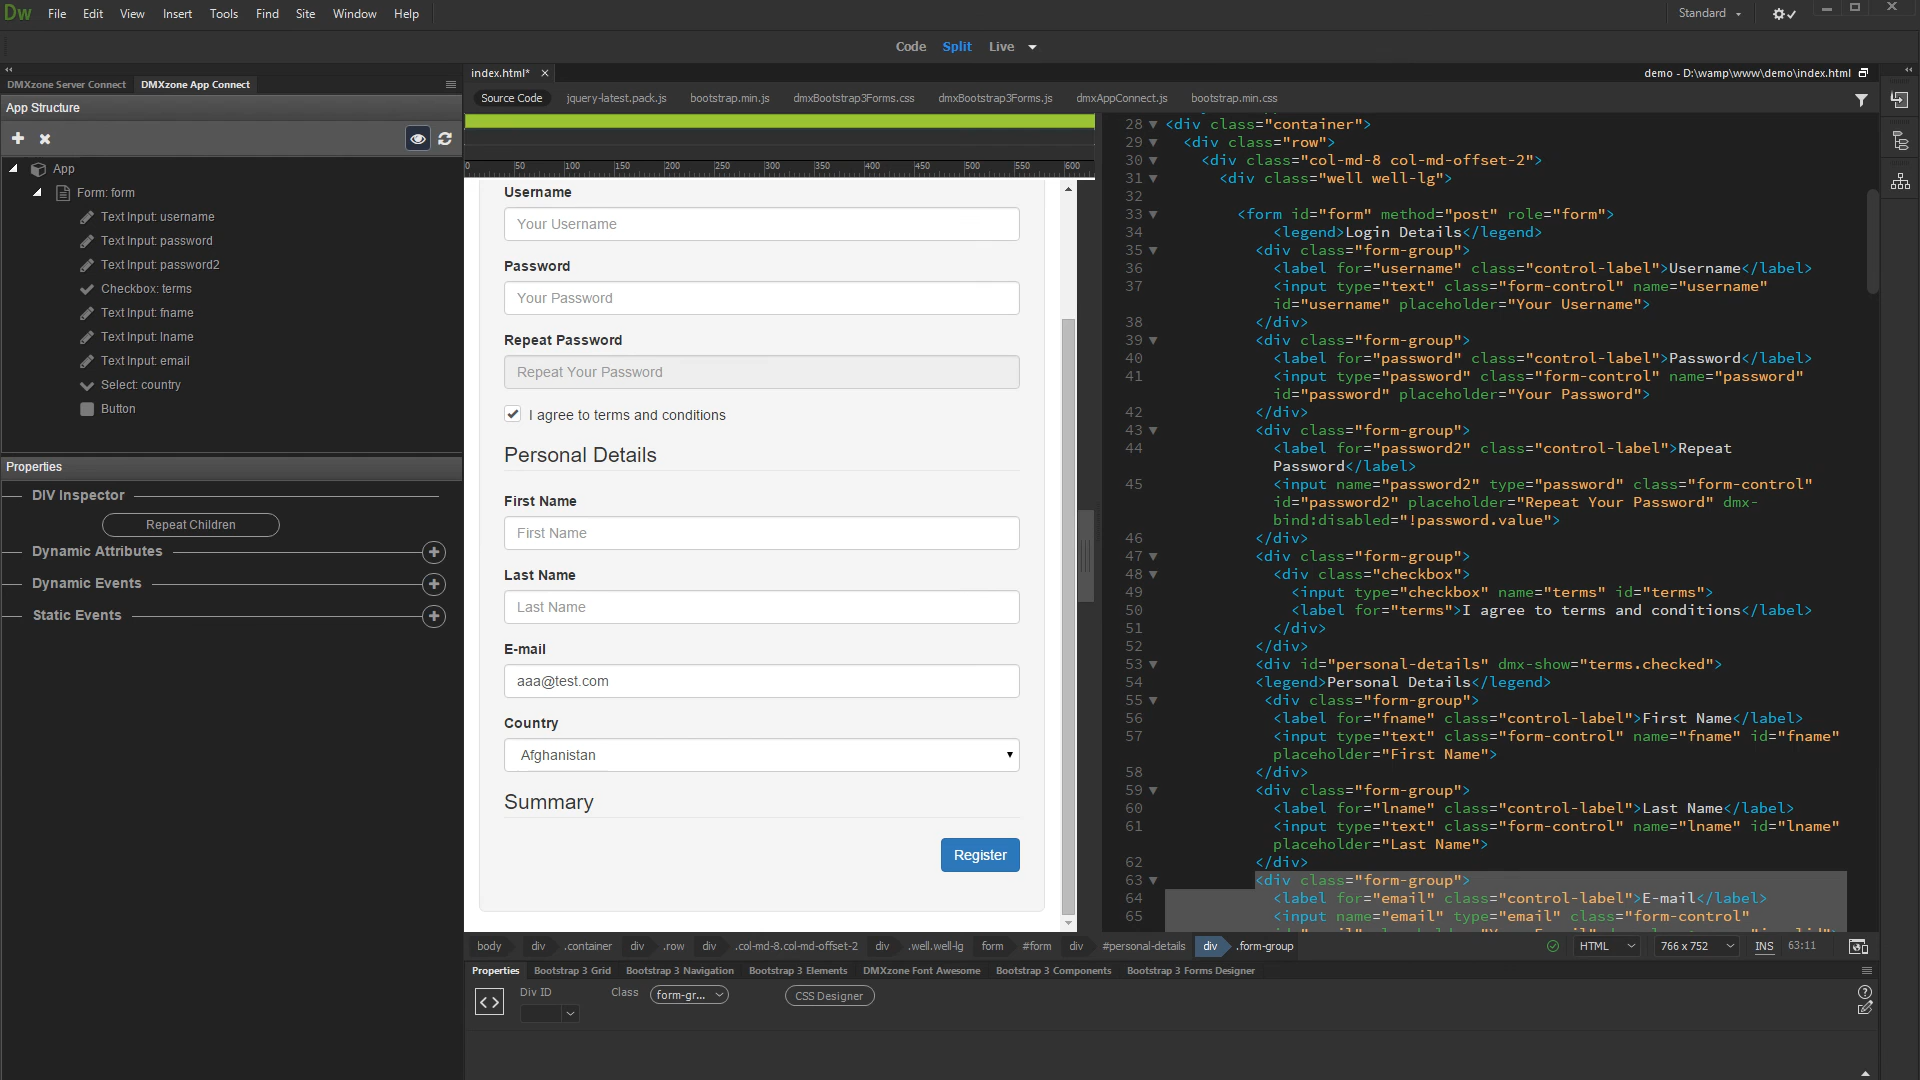 Dw File Edit View Insert Tools Find Site Window Help Standard
Code Split Live
DMXzone Server Connect DMXzone App Connect
App Structure
App
Form: form
Text Input: username
Text Input: password
Text Input: password2
Checkbox: terms
Text Input: fname
Text Input: lname
Text Input: email
Select: country
Button
Properties
DIV Inspector
Repeat Children
Dynamic Attributes
Dynamic Events
Static Events
index.html* demo - D:\wamp\www\demo\index.html
Source Code jquery-latest.pack.js bootstrap.min.js dmxBootstrap3Forms.css dmxBootstrap3Forms.js dmxAppConnect.js bootstrap.min.css
0 50 100 150 200 250 300 350 400 450 500 550 600
Username
Your Username
Password
Your Password
Repeat Password
Repeat Your Password
I agree to terms and conditions
Personal Details
First Name
First Name
Last Name
Last Name
E-mail
aaa@test.com
Country
Afghanistan
Summary
Register
28 <div class="container">
29 <div class="row">
30 <div class="col-md-8 col-md-offset-2">
31 <div class="well well-lg">
32
33 <form id="form" method="post" role="form">
34 <legend>Login Details</legend>
35 <div class="form-group">
36 <label for="username" class="control-label">Username</label>
37 <input type="text" class="form-control" name="username"
id="username" placeholder="Your Username">
38 </div>
39 <div class="form-group">
40 <label for="password" class="control-label">Password</label>
41 <input type="password" class="form-control" name="password"
id="password" placeholder="Your Password">
42 </div>
43 <div class="form-group">
44 <label for="password2" class="control-label">Repeat
Password</label>
45 <input name="password2" type="password" class="form-control"
id="password2" placeholder="Repeat Your Password" dmx-
bind:disabled="!password.value">
46 </div>
47 <div class="form-group">
48 <div class="checkbox">
49 <input type="checkbox" name="terms" id="terms">
50 <label for="terms">I agree to terms and conditions</label>
51 </div>
52 </div>
53 <div id="personal-details" dmx-show="terms.checked">
54 <legend>Personal Details</legend>
55 <div class="form-group">
56 <label for="fname" class="control-label">First Name</label>
57 <input type="text" class="form-control" name="fname" id="fname"
placeholder="First Name">
58 </div>
59 <div class="form-group">
60 <label for="lname" class="control-label">Last Name</label>
61 <input type="text" class="form-control" name="lname" id="lname"
placeholder="Last Name">
62 </div>
63 <div class="form-group">
64 <label for="email" class="control-label">E-mail</label>
65 <input name="email" type="email" class="form-control"
body div .container div .row div .col-md-8.col-md-offset-2 div .well.well-lg form #form div #personal-details div .form-group HTML 766 x 752 INS 63:11
Properties Bootstrap 3 Grid Bootstrap 3 Navigation Bootstrap 3 Elements DMXzone Font Awesome Bootstrap 3 Components Bootstrap 3 Forms Designer
Div ID Class form-gr... CSS Designer